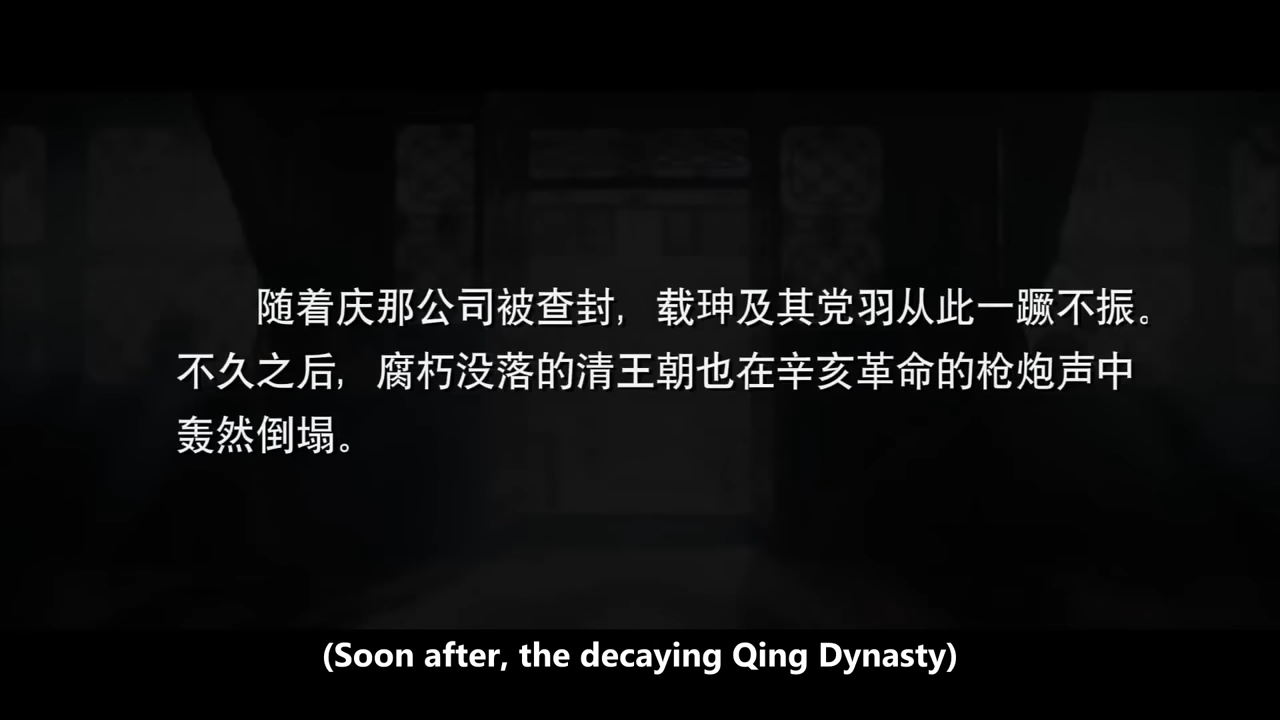 随着庆那公司被查封，载珅及其党羽从此一蹶不振。
不久之后，腐朽没落的清王朝也在辛亥革命的枪炮声中
轰然倒塌。
(Soon after, the decaying Qing Dynasty)